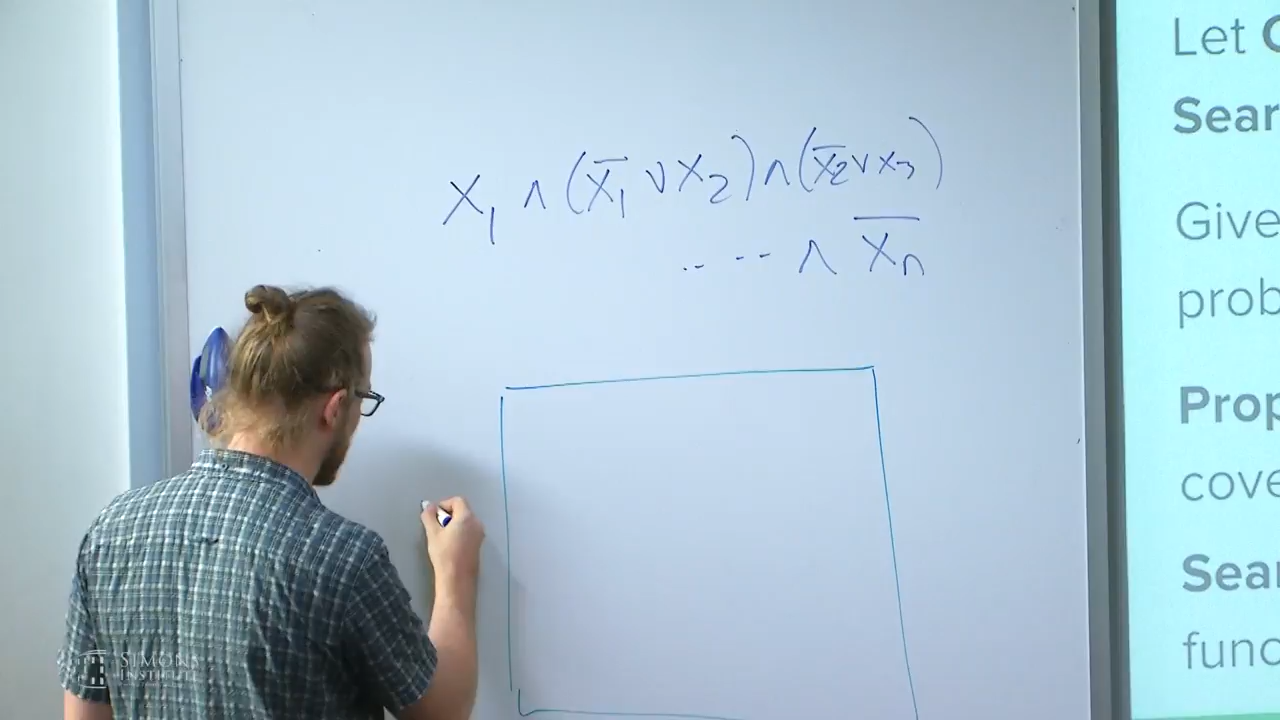 X₁ ∧ (X̅₁ ∨ X₂) ∧ (X̅₂ ∨ X₃)
..... ∧ X̅ₙ
Let C
Sear
Give
prob
Prop
cove
Sear
func
SIMONS
INSTITUTE